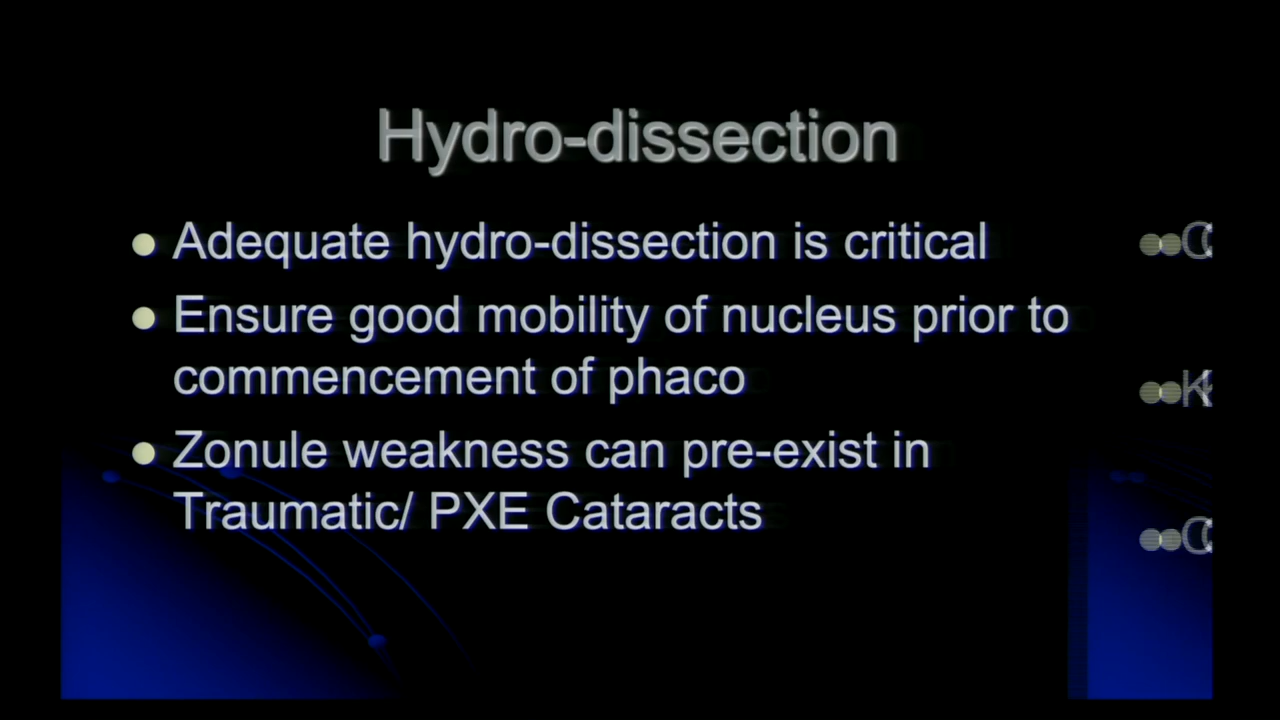 Hydro-dissection
● Adequate hydro-dissection is critical
● Ensure good mobility of nucleus prior to
commencement of phaco
● Zonule weakness can pre-exist in
Traumatic/ PXE Cataracts